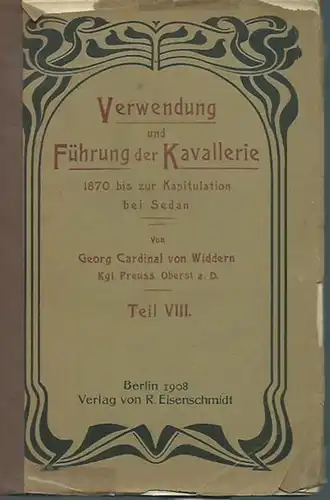 Verwendung
und
Führung der Kavallerie
1870 bis zur Kapitulation
bei Sedan
Von
Georg Cardinal von Widdern
Kgl. Preuss. Oberst a. D.
Teil VIII.
Berlin 1908
Verlag von R. Eisenschmidt